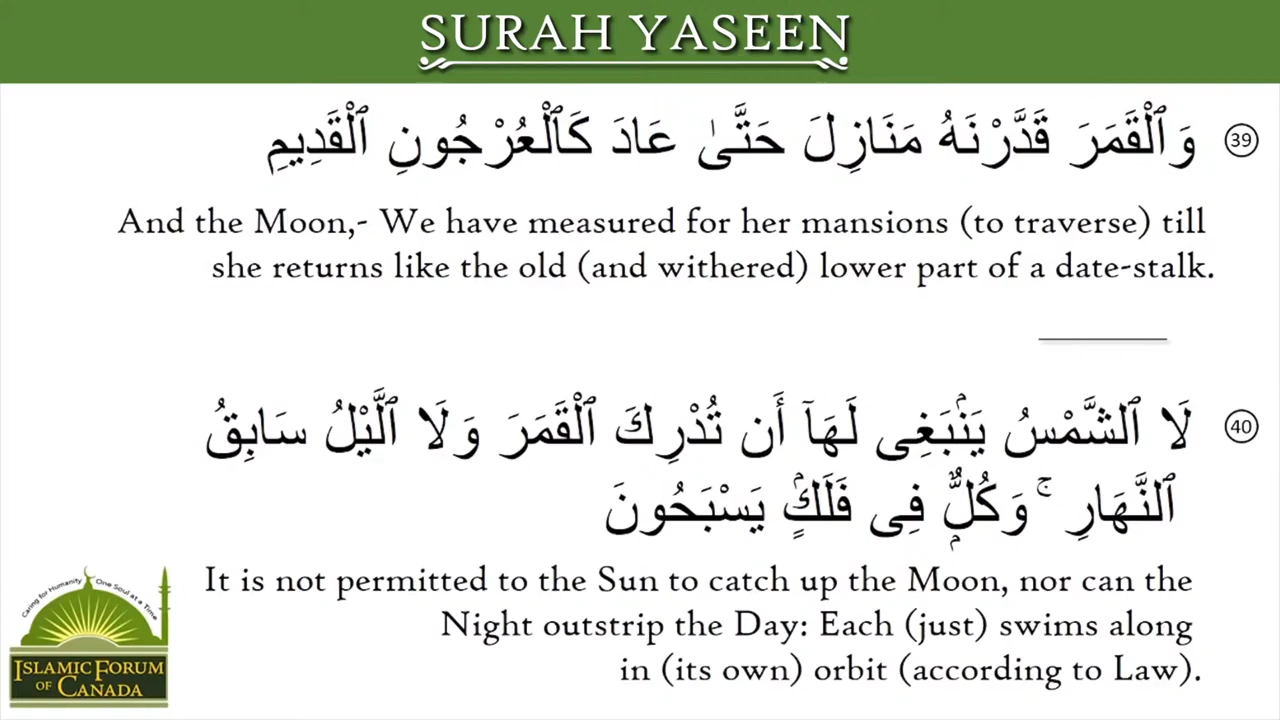 SURAH YASEEN
وَٱلْقَمَرَ قَدَّرْنَهُ مَنَازِلَ حَتَّىٰ عَادَ كَٱلْعُرْجُونِ ٱلْقَدِيمِ 39
And the Moon,- We have measured for her mansions (to traverse) till
she returns like the old (and withered) lower part of a date-stalk.
لَا ٱلشَّمْسُ يَنۢبَغِى لَهَآ أَن تُدْرِكَ ٱلْقَمَرَ وَلَا ٱلَّيْلُ سَابِقُ 40
ٱلنَّهَارِ ۚ وَكُلٌّۭ فِى فَلَكٍۢ يَسْبَحُونَ
It is not permitted to the Sun to catch up the Moon, nor can the
Night outstrip the Day: Each (just) swims along
in (its own) orbit (according to Law).
Caring for Humanity One Soul at a Time
ISLAMIC FORUM
OF CANADA